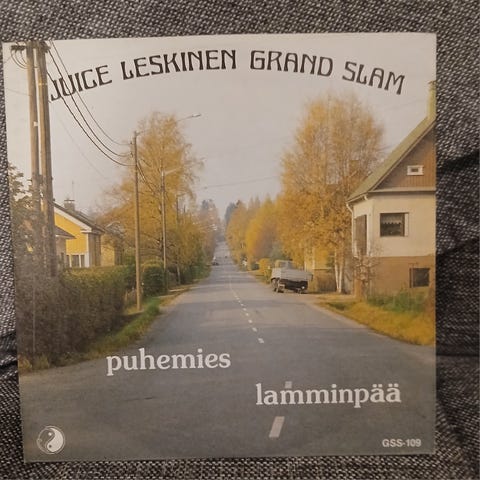 JUICE LESKINEN GRAND SLAM
puhemies
lamminpää
GSS-109